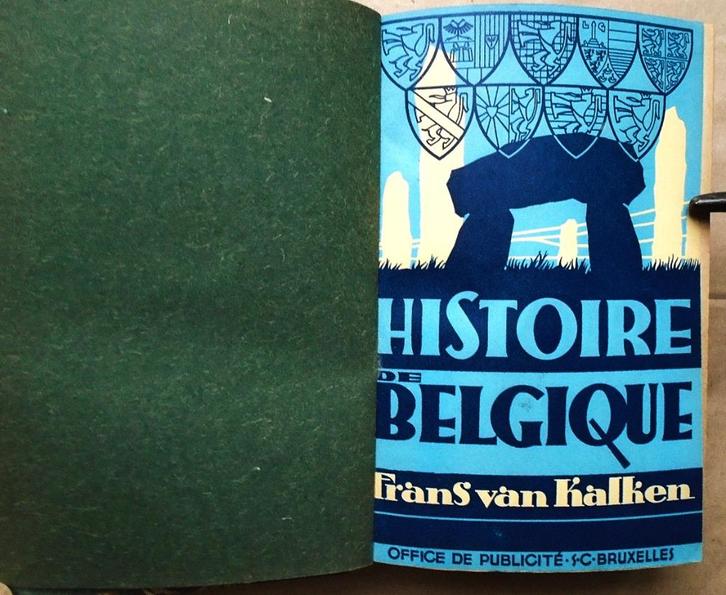 HISTOIRE
DE
BELGIQUE
Frans van Kalken
OFFICE DE PUBLICITÉ · S·C · BRUXELLES